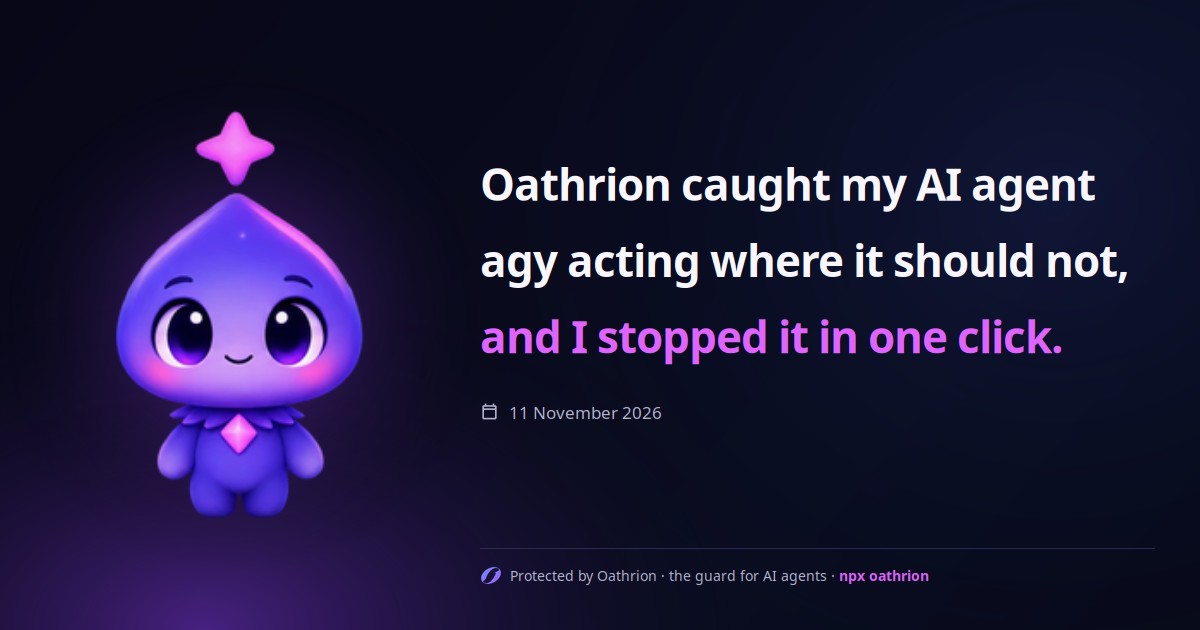 Oathrion caught my AI agent
agy acting where it should not,
and I stopped it in one click.
11 November 2026
Protected by Oathrion · the guard for AI agents · npx oathrion